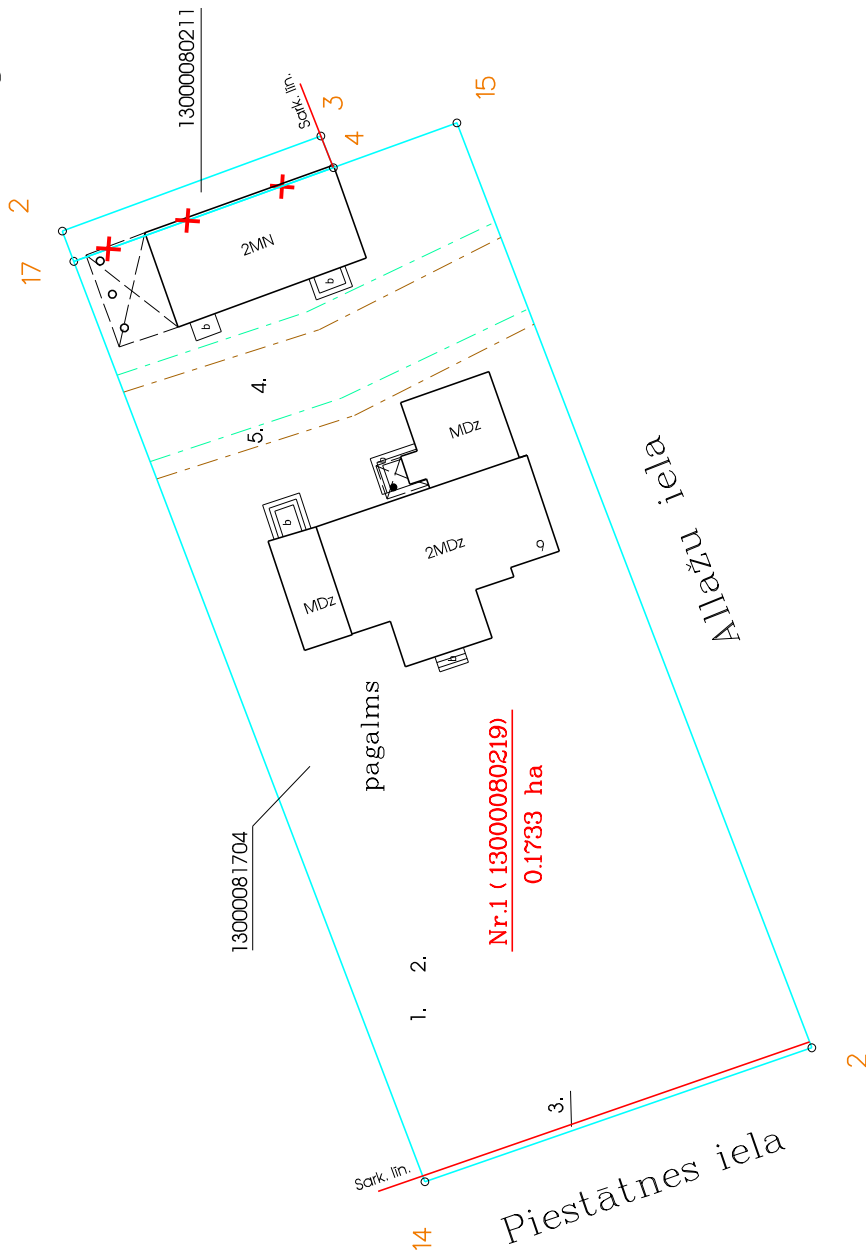 13000080211
2
17
Sark. lin.
3
4
15
2MN
b
b
4.
5.
MDz
b
2MDz
9
MDz
b
Allažu iela
pagalms
13000081704
Nr.1 (13000080219)
0.1733 ha
1. 2.
3.
Sark. lin.
14
2
Piestātnes iela